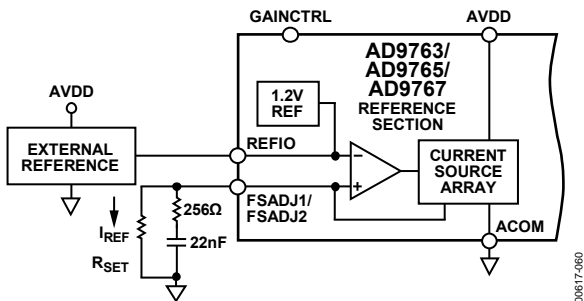 GAINCTRL
AVDD
AD9763/
AD9765/
AD9767
REFERENCE
SECTION
1.2V
REF
AVDD
EXTERNAL
REFERENCE
REFIO
–
+
CURRENT
SOURCE
ARRAY
FSADJ1/
FSADJ2
256Ω
22nF
IREF
RSET
ACOM
00617-060